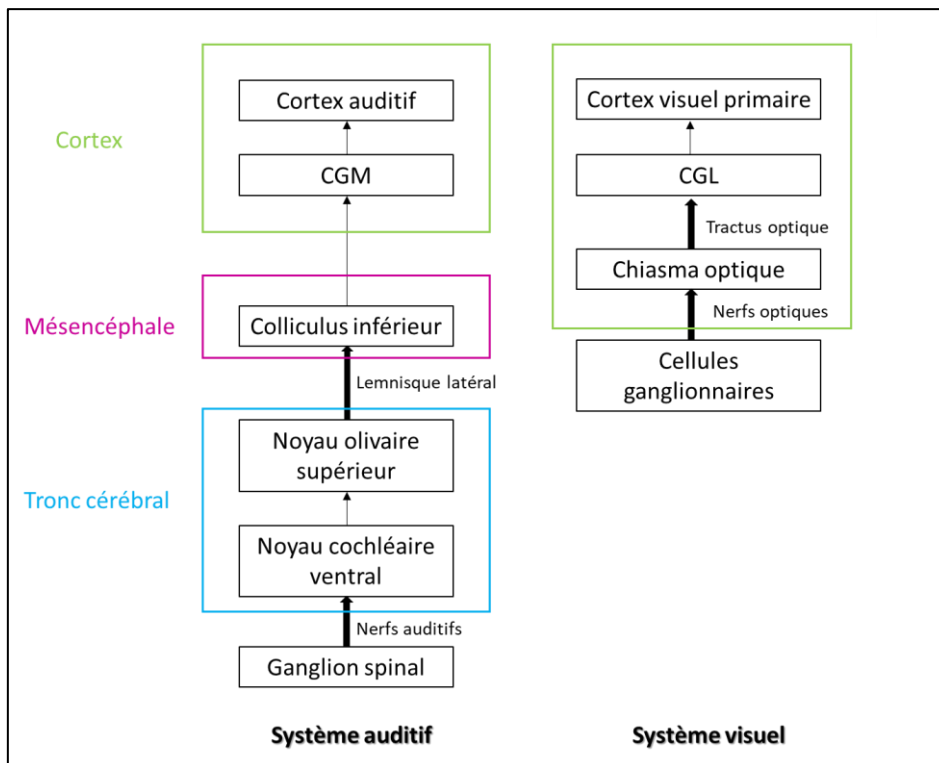 Cortex
Cortex auditif
CGM
Mésencéphale
Colliculus inférieur
Lemnisque latéral
Tronc cérébral
Noyau olivaire
supérieur
Noyau cochléaire
ventral
Nerfs auditifs
Ganglion spinal
Système auditif
Cortex visuel primaire
CGL
Tractus optique
Chiasma optique
Nerfs optiques
Cellules
ganglionnaires
Système visuel